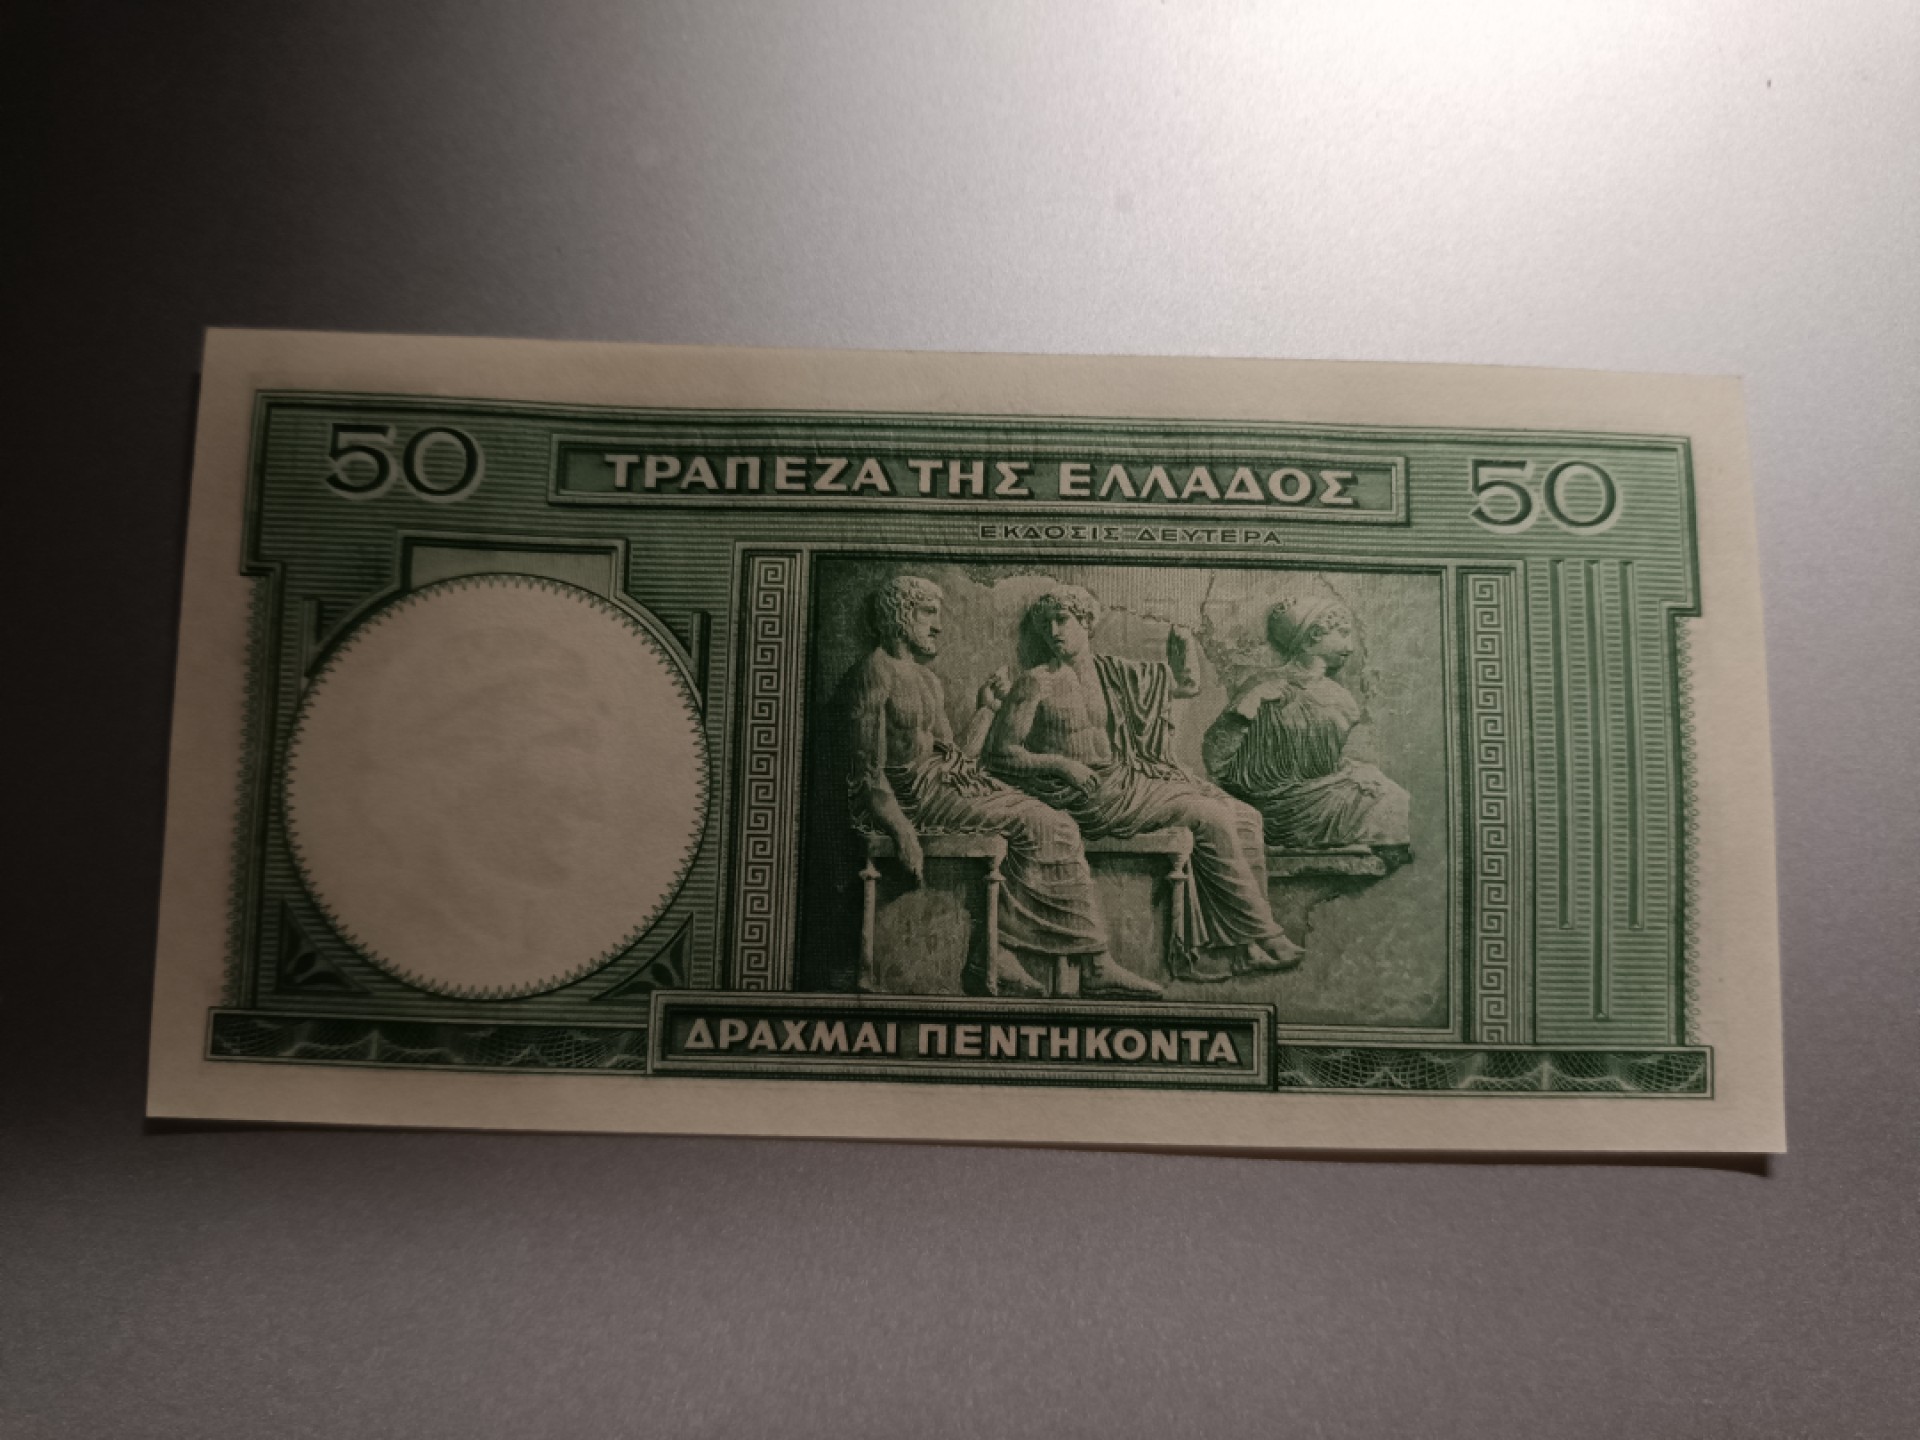 50 ΤΡΑΠΕΖΑ ΤΗΣ ΕΛΛΑΔΟΣ 50
ΕΚΔΟΣΙΣ ΔΕΥΤΕΡΑ
ΔΡΑΧΜΑΙ ΠΕΝΤΗΚΟΝΤΑ